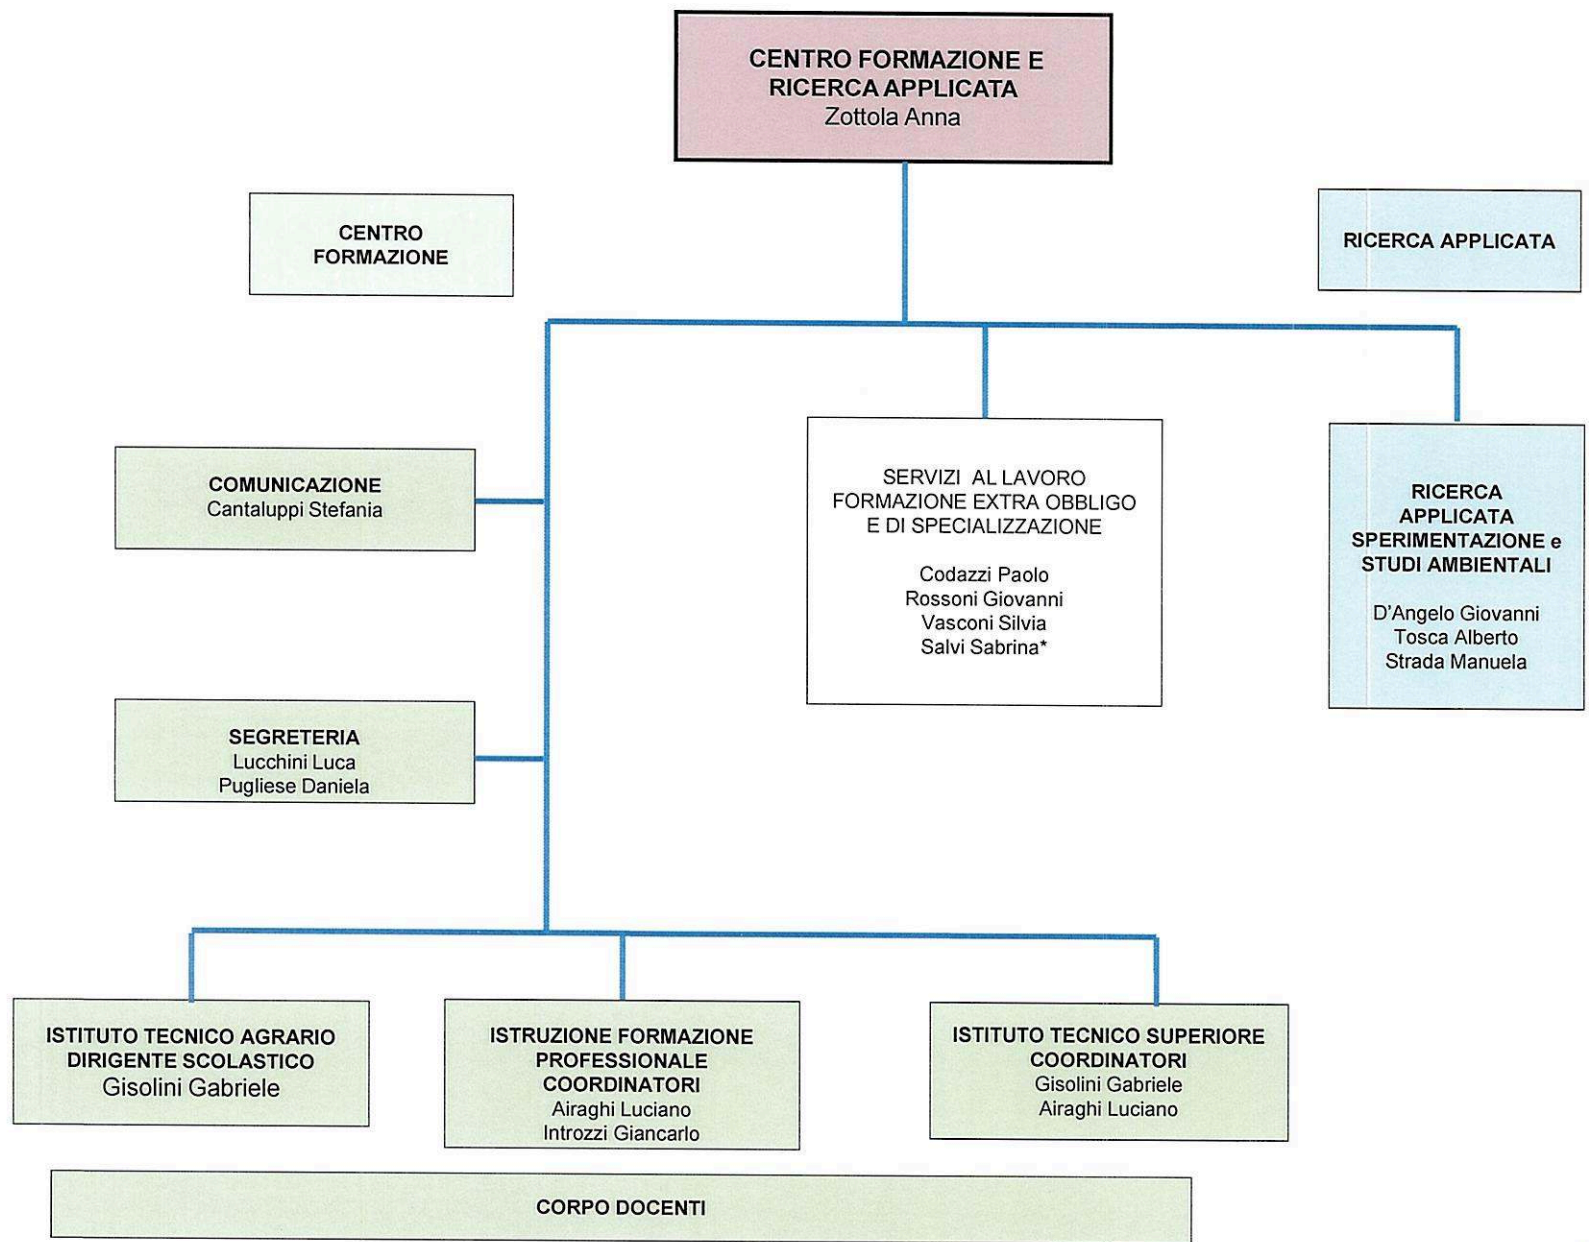 CENTRO FORMAZIONE E
RICERCA APPLICATA
Zottola Anna
CENTRO
FORMAZIONE
RICERCA APPLICATA
COMUNICAZIONE
Cantaluppi Stefania
SERVIZI AL LAVORO
FORMAZIONE EXTRA OBBLIGO
E DI SPECIALIZZAZIONE
Codazzi Paolo
Rossoni Giovanni
Vasconi Silvia
Salvi Sabrina*
RICERCA
APPLICATA
SPERIMENTAZIONE e
STUDI AMBIENTALI
D'Angelo Giovanni
Tosca Alberto
Strada Manuela
SEGRETERIA
Lucchini Luca
Pugliese Daniela
ISTITUTO TECNICO AGRARIO
DIRIGENTE SCOLASTICO
Gisolini Gabriele
ISTRUZIONE FORMAZIONE
PROFESSIONALE
COORDINATORI
Airaghi Luciano
Introzzi Giancarlo
ISTITUTO TECNICO SUPERIORE
COORDINATORI
Gisolini Gabriele
Airaghi Luciano
CORPO DOCENTI